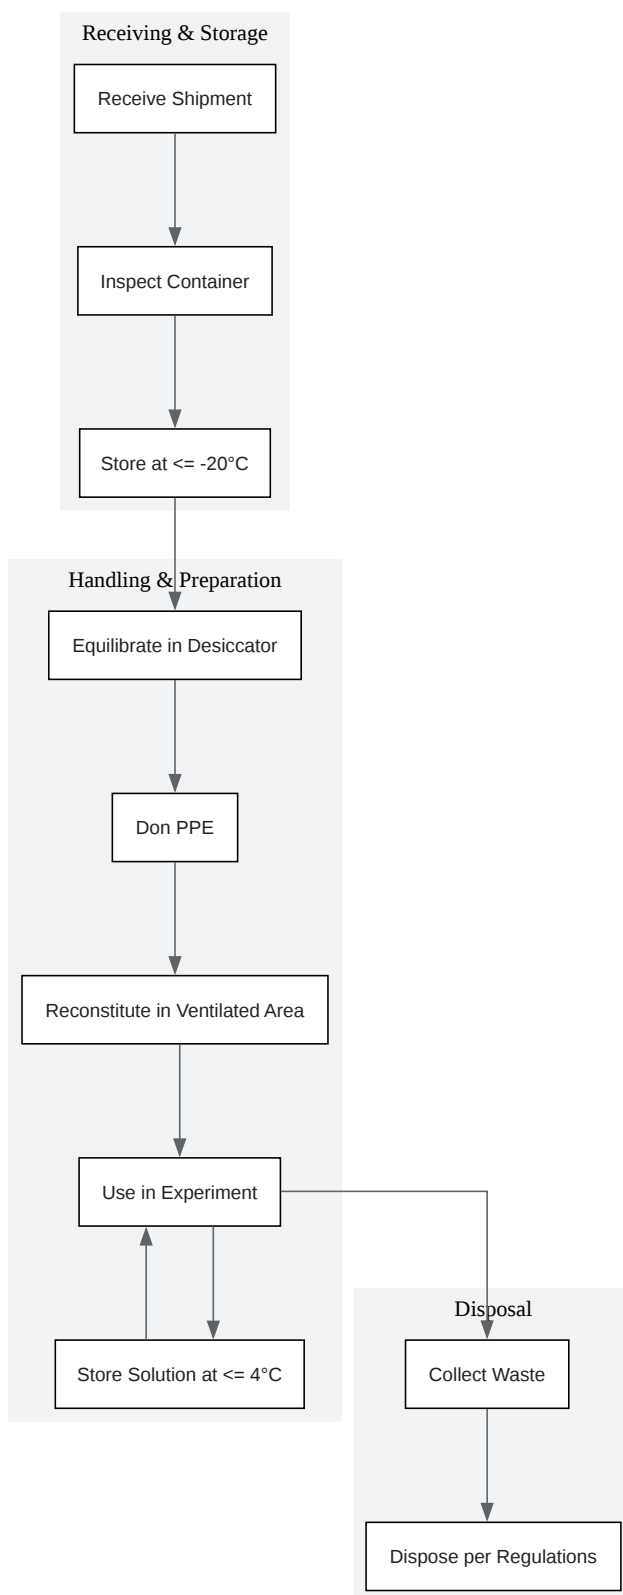 Receiving & Storage
Receive Shipment
Inspect Container
Store at <= -20°C
Handling & Preparation
Equilibrate in Desiccator
Don PPE
Reconstitute in Ventilated Area
Use in Experiment
Store Solution at <= 4°C
Disposal
Collect Waste
Dispose per Regulations